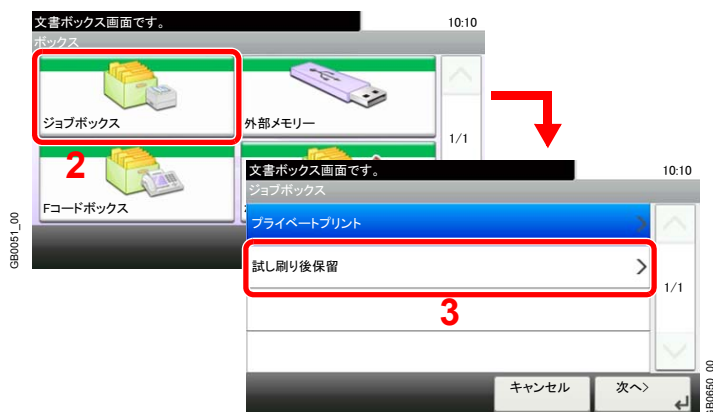 文書ボックス画面です。 10:10
ボックス
ジョブボックス
外部メモリー
1/1
2
Fコードボックス
GB0051_00
文書ボックス画面です。 10:10
ジョブボックス
プライベートプリント
試し刷り後保留
1/1
3
キャンセル
次へ>
GB0650_00